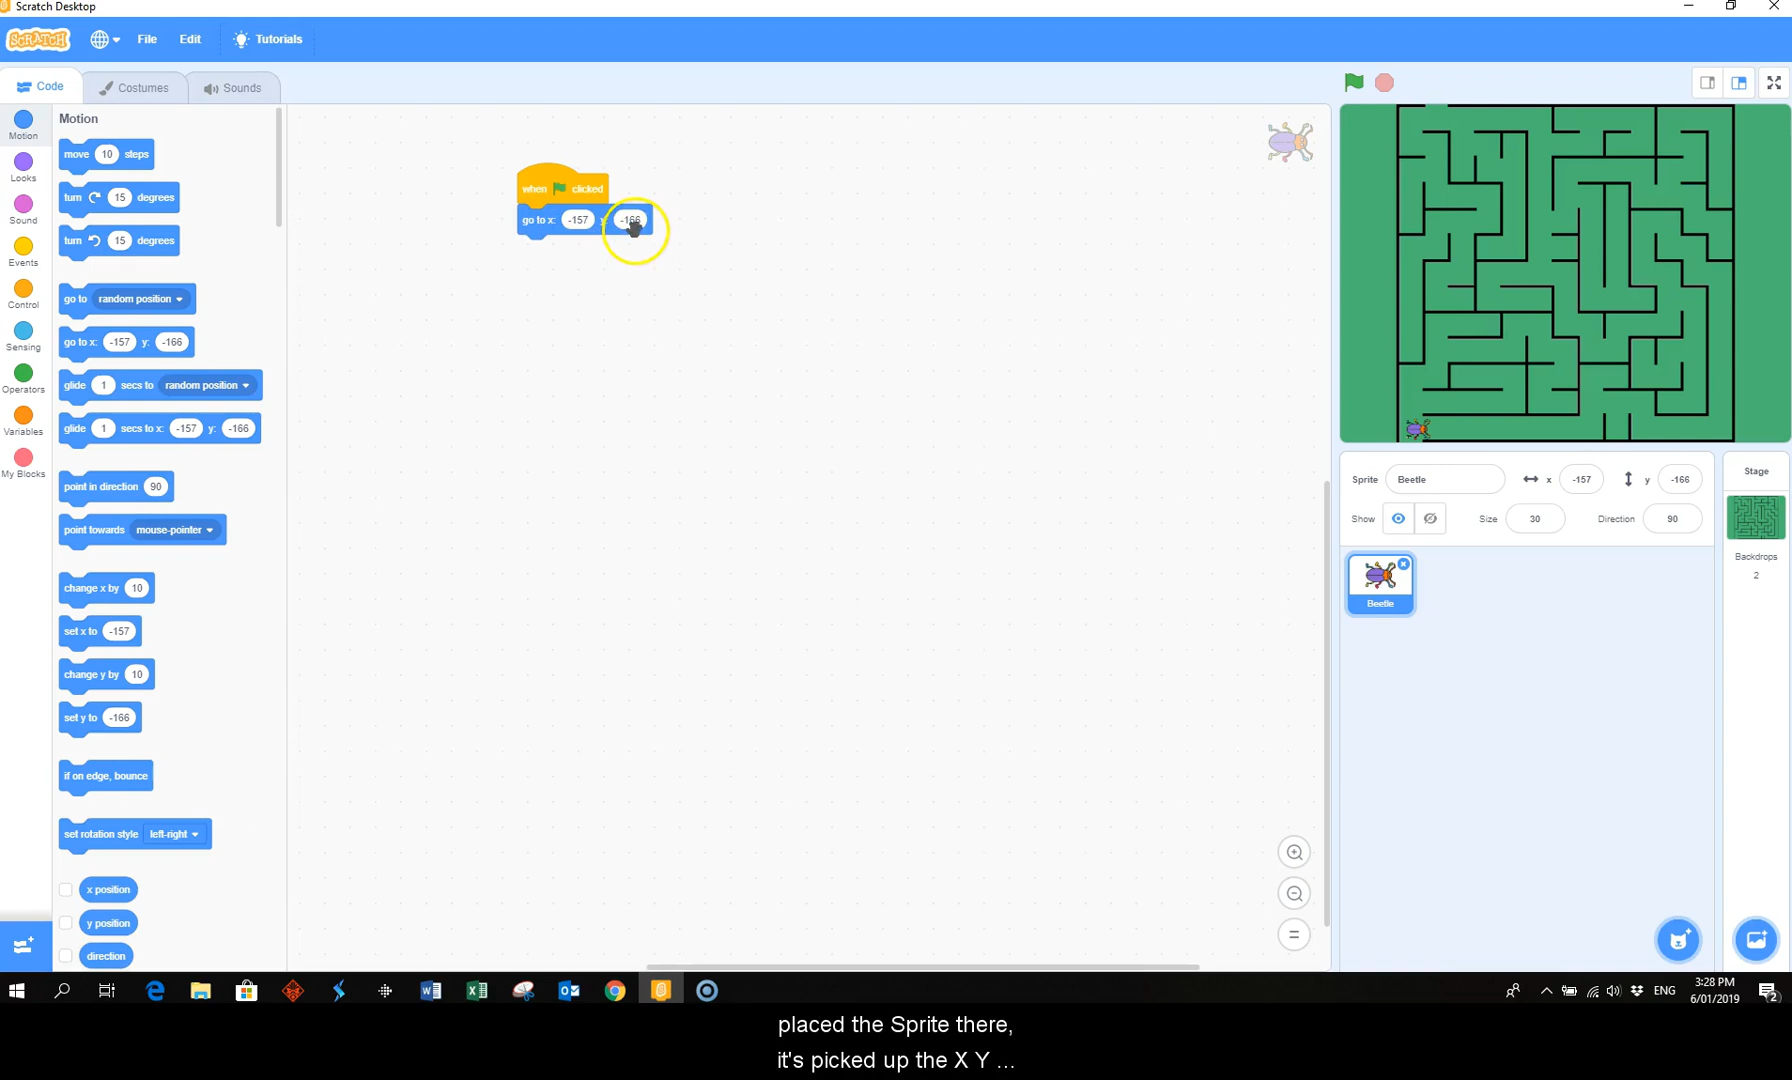 Scratch Desktop
SCRATCH File Edit Tutorials
Code Costumes Sounds
Motion
Looks
Sound
Events
Control
Sensing
Operators
Variables
My Blocks
Motion
move 10 steps
turn 15 degrees
turn 15 degrees
go to random position
go to x: -157 y: -166
glide 1 secs to random position
glide 1 secs to x: -157 y: -166
point in direction 90
point towards mouse-pointer
change x by 10
set x to -157
change y by 10
set y to -166
if on edge, bounce
set rotation style left-right
x position
y position
direction
when clicked
go to x: -157 y: -166
Sprite Beetle x -157 y -166
Show Size 30 Direction 90
Beetle
Stage
Backdrops
2
ENG
3:28 PM
6/01/2019
2
placed the Sprite there,
it's picked up the X Y ...